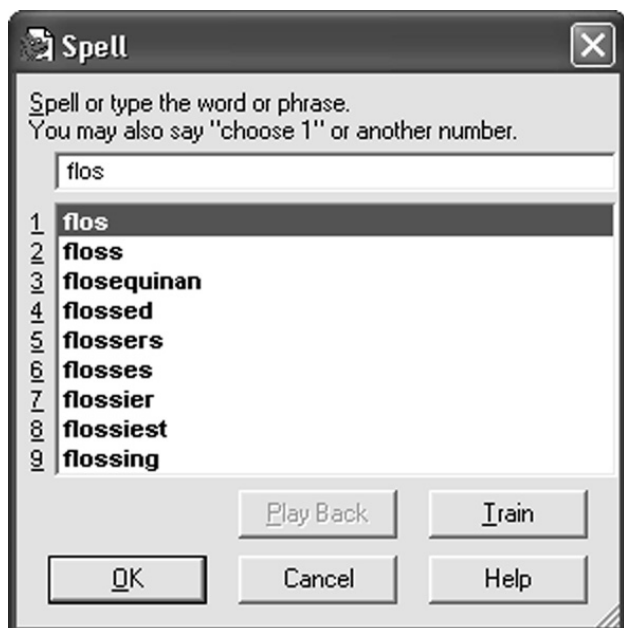 Spell
Spell or type the word or phrase.
You may also say "choose 1" or another number.
flos
1 flos
2 floss
3 flosequinan
4 flossed
5 flossers
6 flosses
7 flossier
8 flossiest
9 flossing
Play Back Train
OK Cancel Help